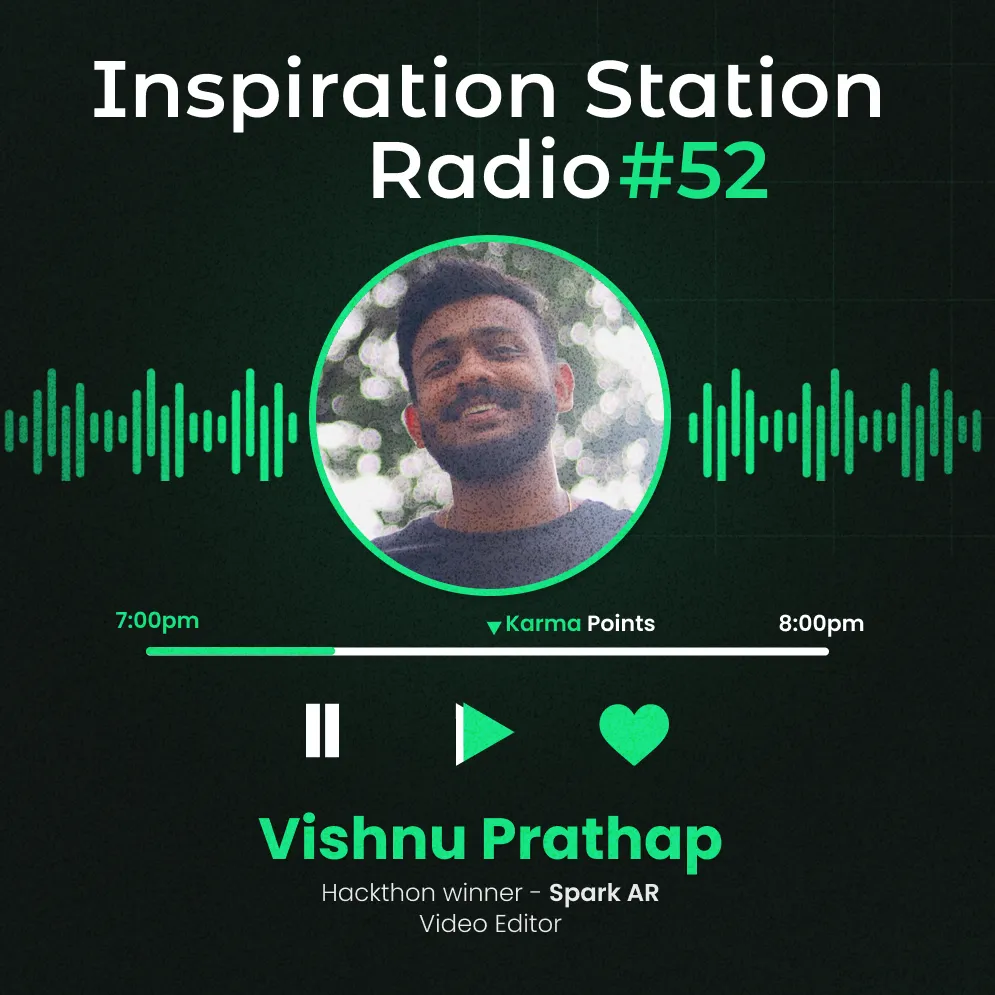 Inspiration Station
Radio #52
7:00pm
Karma Points
8:00pm
Vishnu Prathap
Hackthon winner - Spark AR
Video Editor